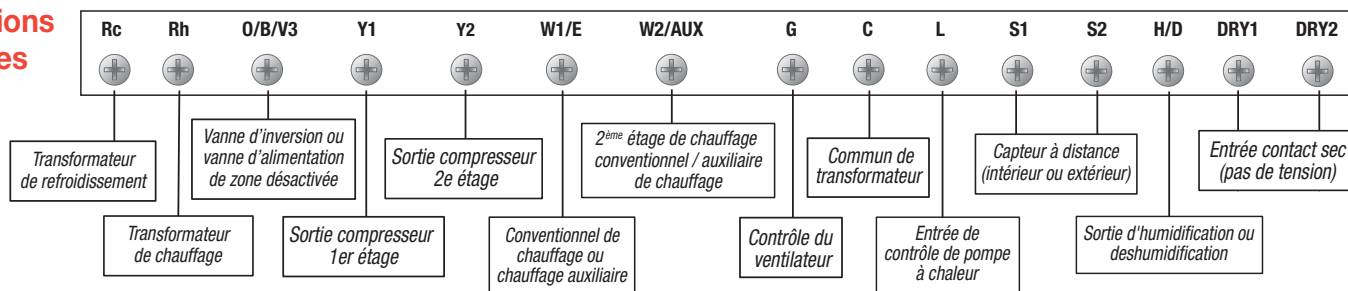 ions
es
Rc Rh O/B/V3 Y1 Y2 W1/E W2/AUX G C L S1 S2 H/D DRY1 DRY2
Transformateur
de refroidissement
Vanne d'inversion ou
vanne d'alimentation
de zone désactivée
Sortie compresseur
2e étage
2ème étage de chauffage
conventionnel / auxiliaire
de chauffage
Commun de
transformateur
Capteur à distance
(intérieur ou extérieur)
Entrée contact sec
(pas de tension)
Transformateur
de chauffage
Sortie compresseur
1er étage
Conventionnel de
chauffage ou
chauffage auxiliaire
Contrôle du
ventilateur
Entrée de
contrôle de pompe
à chaleur
Sortie d'humidification ou
deshumidification